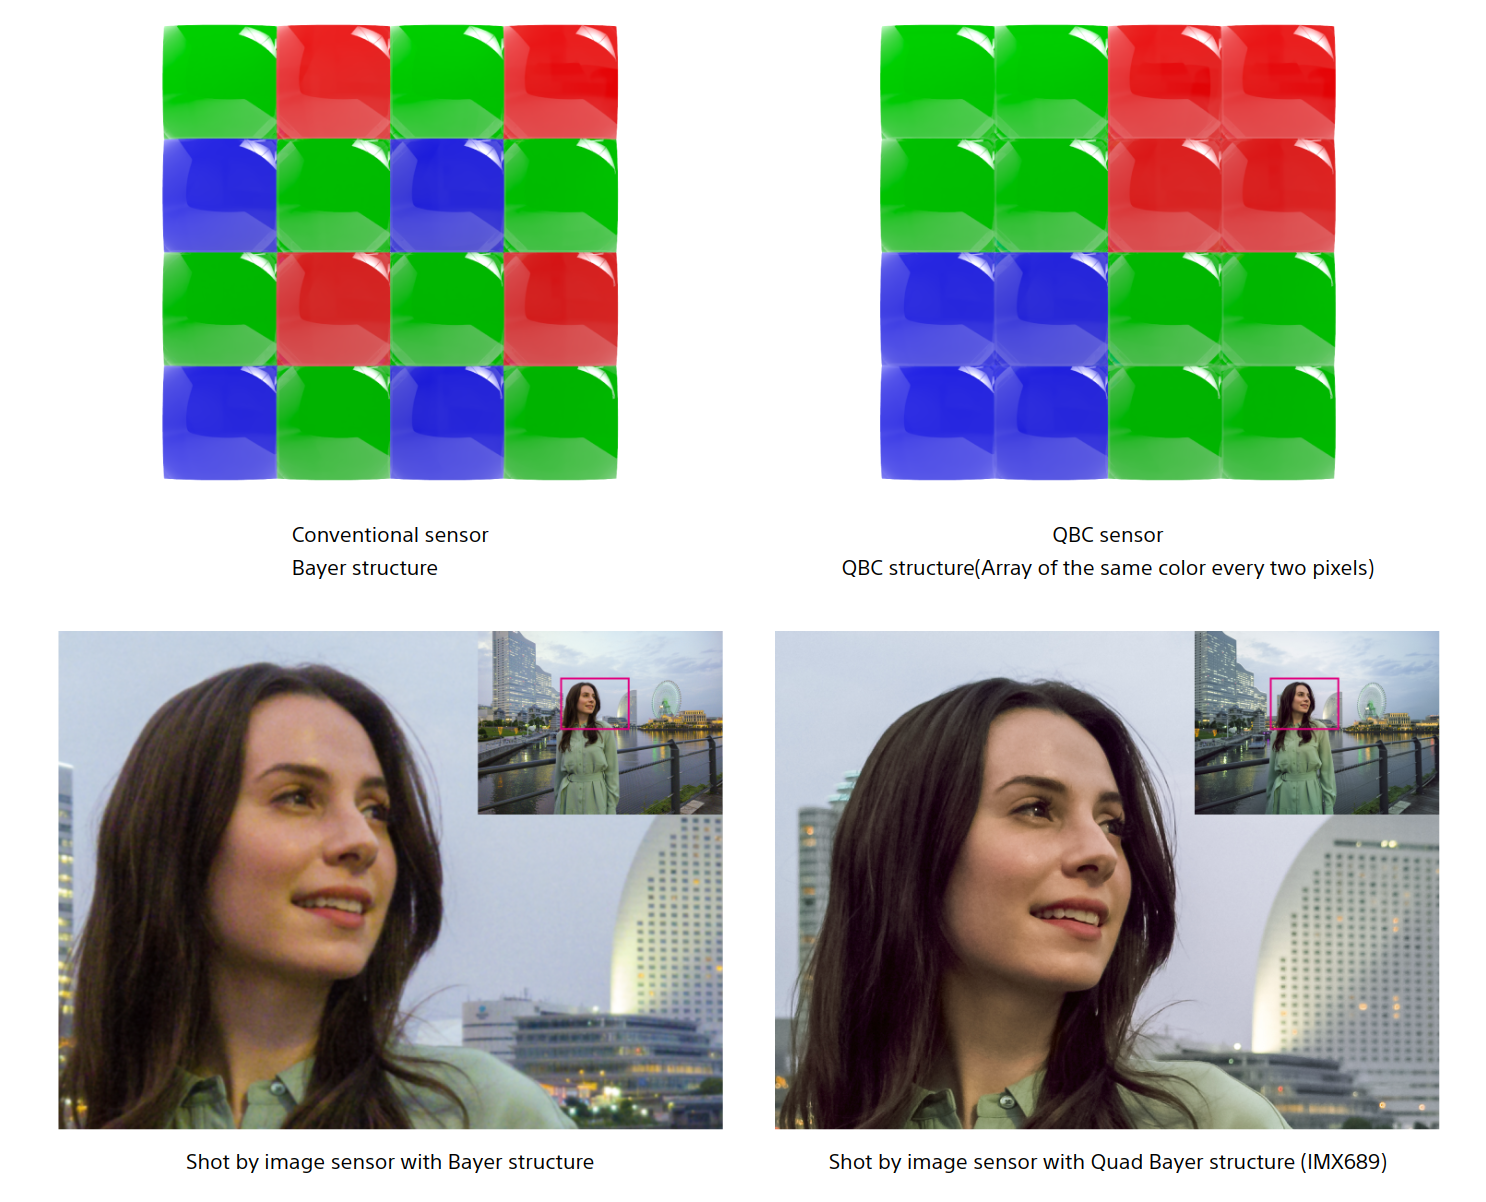 Conventional sensor
Bayer structure
QBC sensor
QBC structure(Array of the same color every two pixels)
Shot by image sensor with Bayer structure
Shot by image sensor with Quad Bayer structure (IMX689)